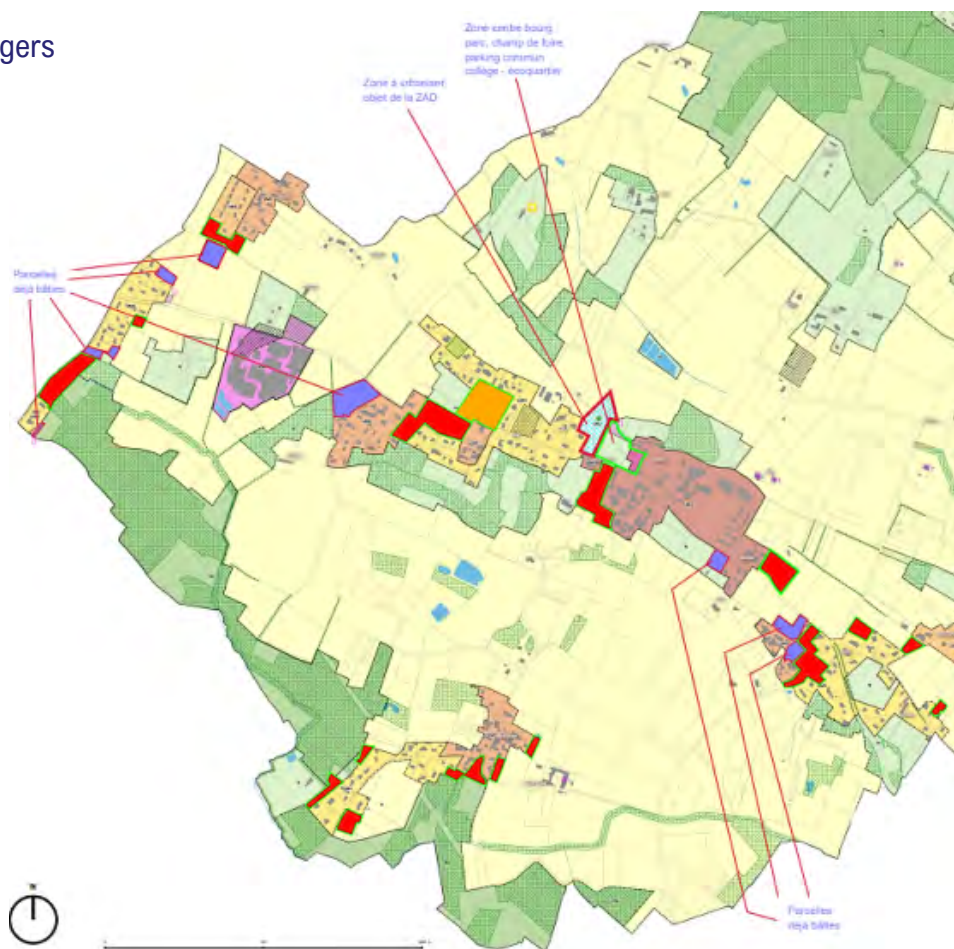 gers
Zone centre bourg
parc, champ de foire
parking commun
collège - écoquartier
Zone à urbaniser
objet de la ZAD
Parcelles
déjà bâties
Parcelles
déjà bâties